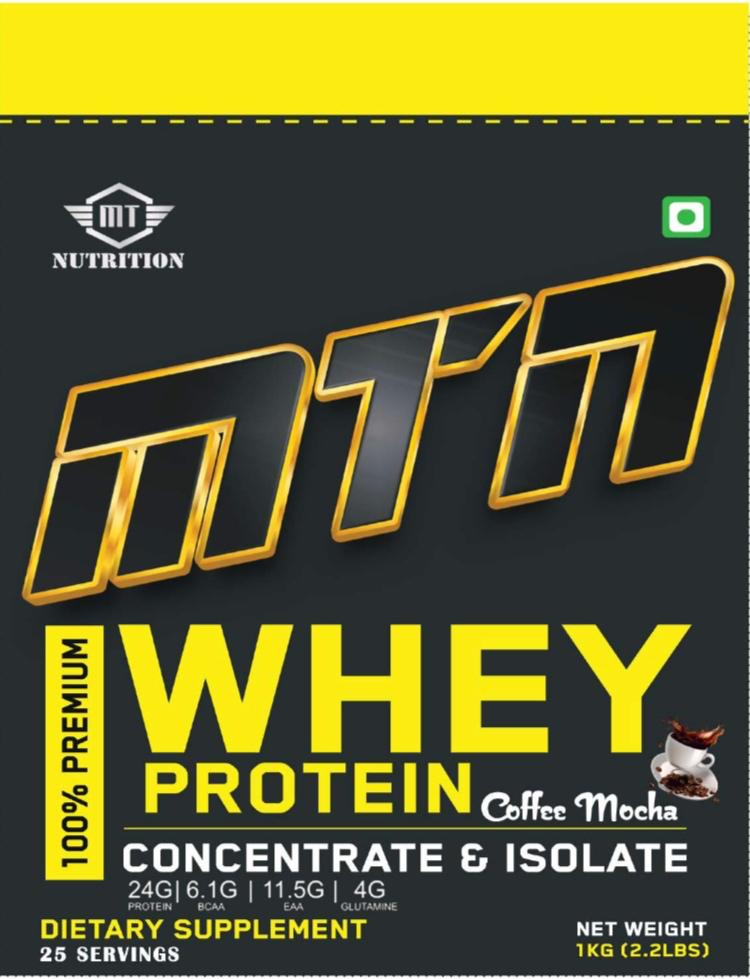 MT
NUTRITION
MTN
100% PREMIUM
WHEY
PROTEIN
Coffee Mocha
CONCENTRATE & ISOLATE
24G| 6.1G | 11.5G | 4G
PROTEIN BCAA EAA GLUTAMINE
DIETARY SUPPLEMENT
25 SERVINGS
NET WEIGHT
1KG (2.2LBS)